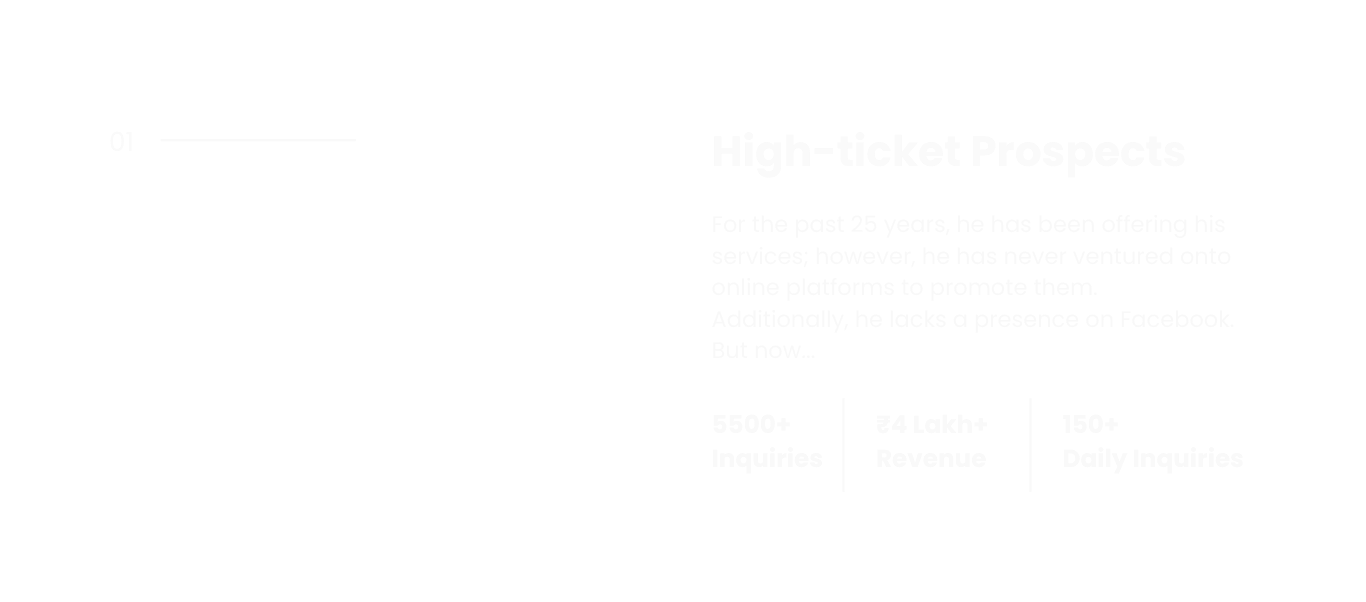 01
High-ticket Prospects
For the past 25 years, he has been offering his
services; however, he has never ventured onto
online platforms to promote them.
Additionally, he lacks a presence on Facebook.
But now...
5500+
Inquiries
₹4 Lakh+
Revenue
150+
Daily Inquiries